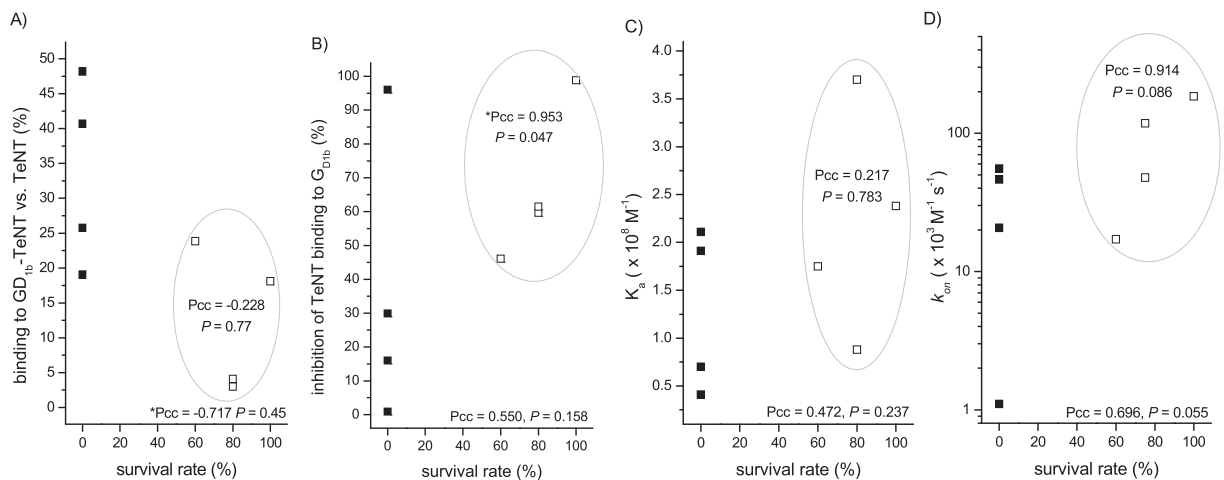 A)
binding to GD1b-TeNT vs. TeNT (%)
50
45
40
35
30
25
20
15
10
5
0
Pcc = -0.228
P = 0.77
*Pcc = -0.717 P = 0.45
0 20 40 60 80 100
survival rate (%)
B)
inhibition of TeNT binding to GD1b (%)
100
90
80
70
60
50
40
30
20
10
0
*Pcc = 0.953
P = 0.047
Pcc = 0.550, P = 0.158
0 20 40 60 80 100
survival rate (%)
C)
Ka ( x 10^8 M^-1)
4.0
3.5
3.0
2.5
2.0
1.5
1.0
0.5
Pcc = 0.217
P = 0.783
Pcc = 0.472, P = 0.237
0 20 40 60 80 100
survival rate (%)
D)
kon ( x 10^3 M^-1 s^-1)
100
10
1
Pcc = 0.914
P = 0.086
Pcc = 0.696, P = 0.055
0 20 40 60 80 100
survival rate (%)